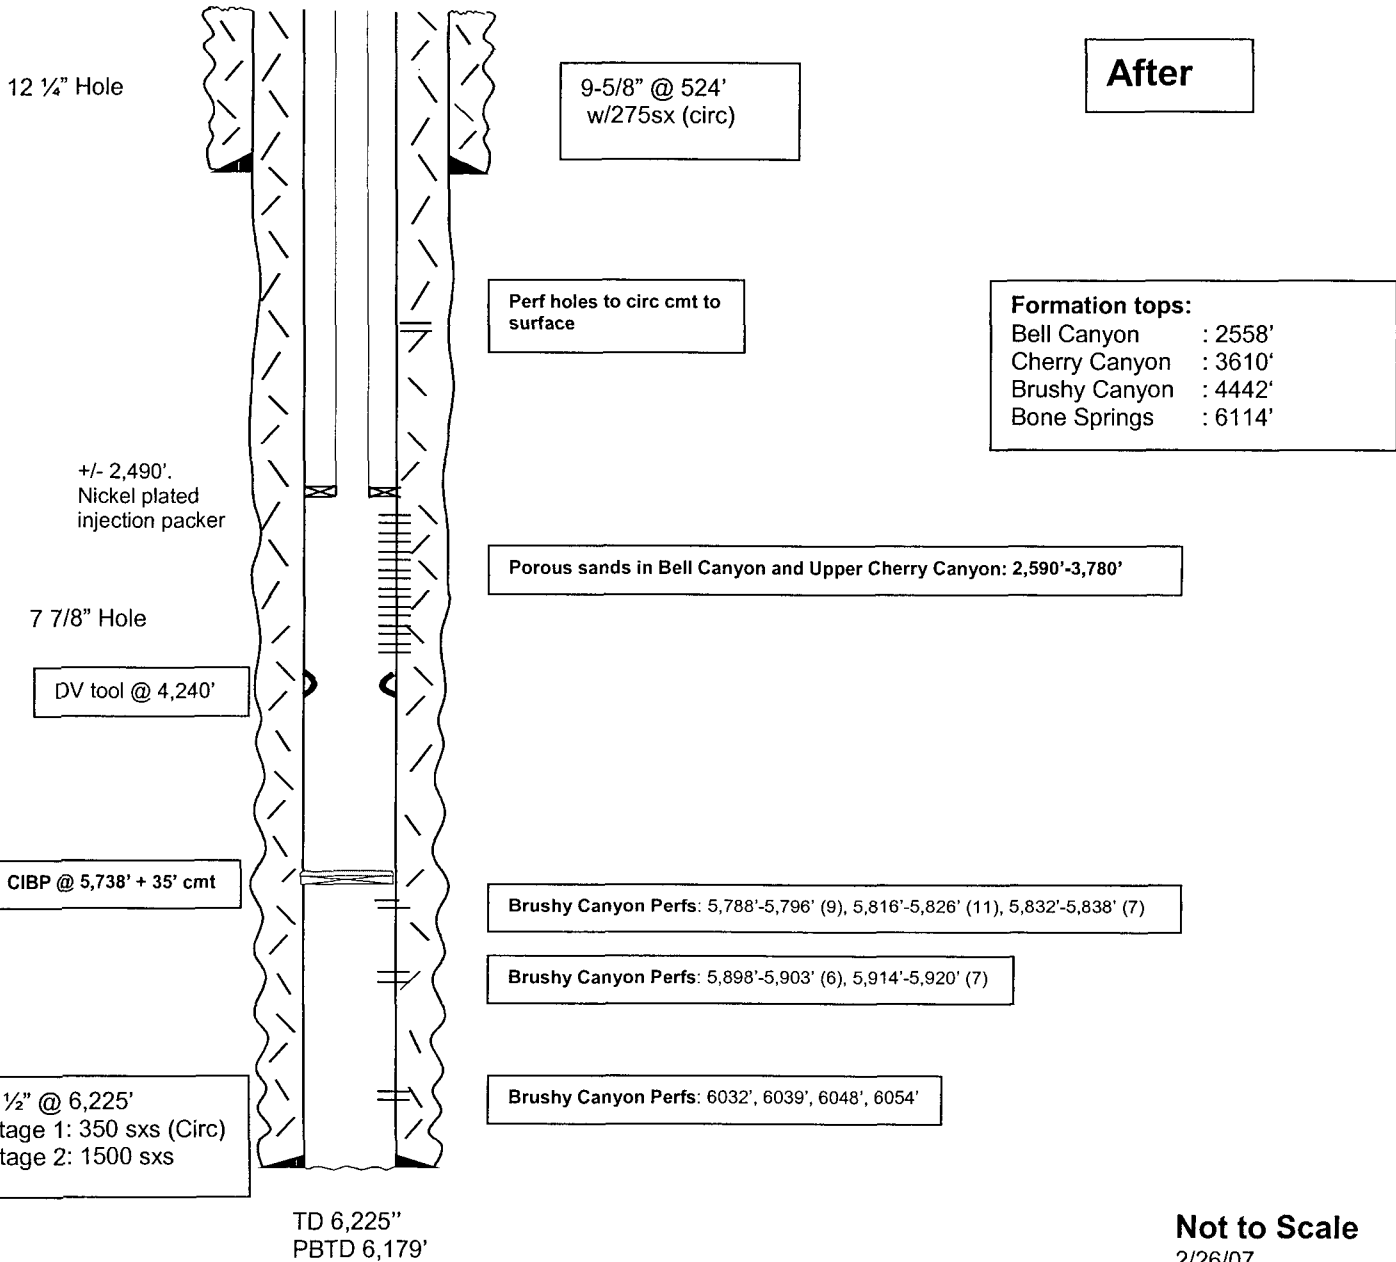 12 ¼” Hole
9-5/8” @ 524’
w/275sx (circ)
After
Perf holes to circ cmt to
surface
Formation tops:
Bell Canyon : 2558’
Cherry Canyon : 3610‘
Brushy Canyon : 4442‘
Bone Springs : 6114’
+/- 2,490’.
Nickel plated
injection packer
Porous sands in Bell Canyon and Upper Cherry Canyon: 2,590’-3,780’
7 7/8” Hole
DV tool @ 4,240’
CIBP @ 5,738’ + 35’ cmt
Brushy Canyon Perfs: 5,788’-5,796’ (9), 5,816’-5,826’ (11), 5,832’-5,838’ (7)
Brushy Canyon Perfs: 5,898’-5,903’ (6), 5,914’-5,920’ (7)
Brushy Canyon Perfs: 6032’, 6039’, 6048’, 6054’
½” @ 6,225’
tage 1: 350 sxs (Circ)
tage 2: 1500 sxs
TD 6,225”
PBTD 6,179’
Not to Scale
2/26/07